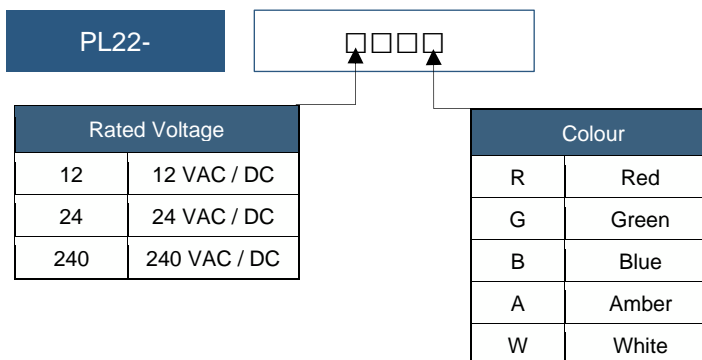 PL22- □□□□
Rated Voltage
12 12 VAC / DC
24 24 VAC / DC
240 240 VAC / DC
Colour
R Red
G Green
B Blue
A Amber
W White